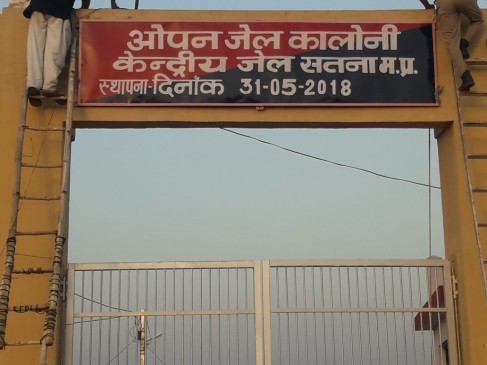 ओपन जेल कालोनी
केन्द्रीय जेल सतना म.प्र.
स्थापना-दिनांक 31-05-2018